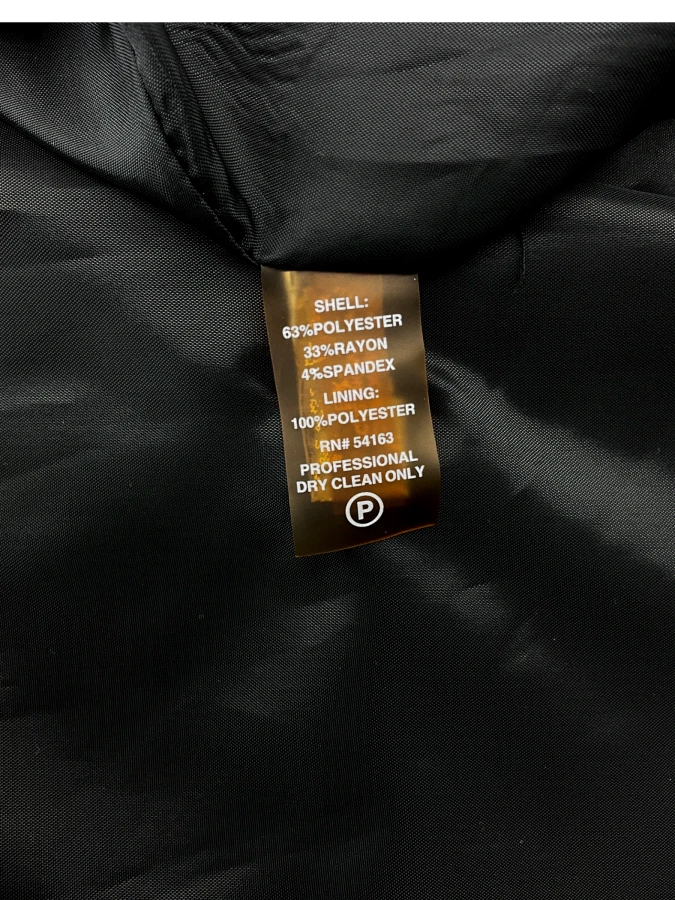 SHELL:
63%POLYESTER
33%RAYON
4%SPANDEX
LINING:
100%POLYESTER
RN# 54163
PROFESSIONAL
DRY CLEAN ONLY
P